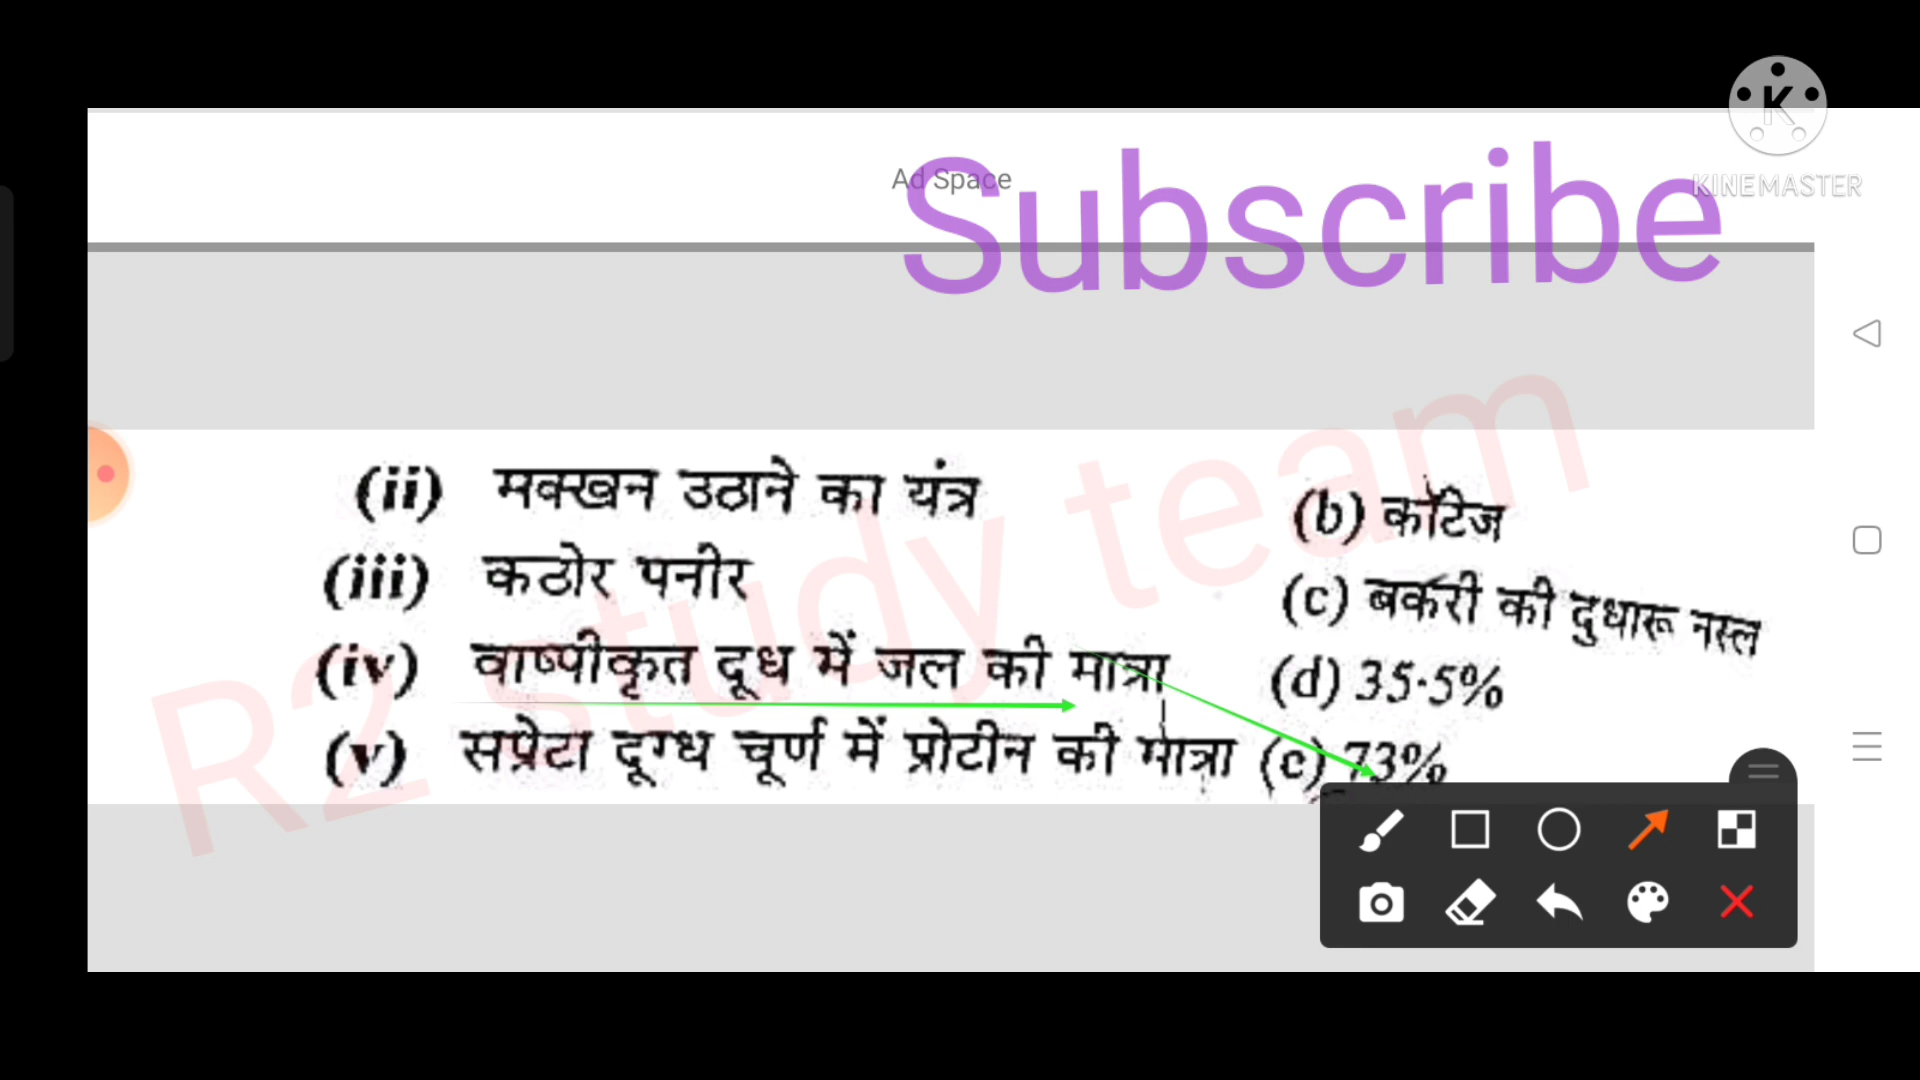 K
KINEMASTER
Ad Space
Subscribe
R2 study team
(ii) मक्खन उठाने का यंत्र (b) कॉटेज
(iii) कठोर पनीर (c) बकरी की दुधारू नस्ल
(iv) वाष्पीकृत दूध में जल की मात्रा (d) 35·5%
(v) सप्रेटा दूग्ध चूर्ण में प्रोटीन की मात्रा (e) 73%